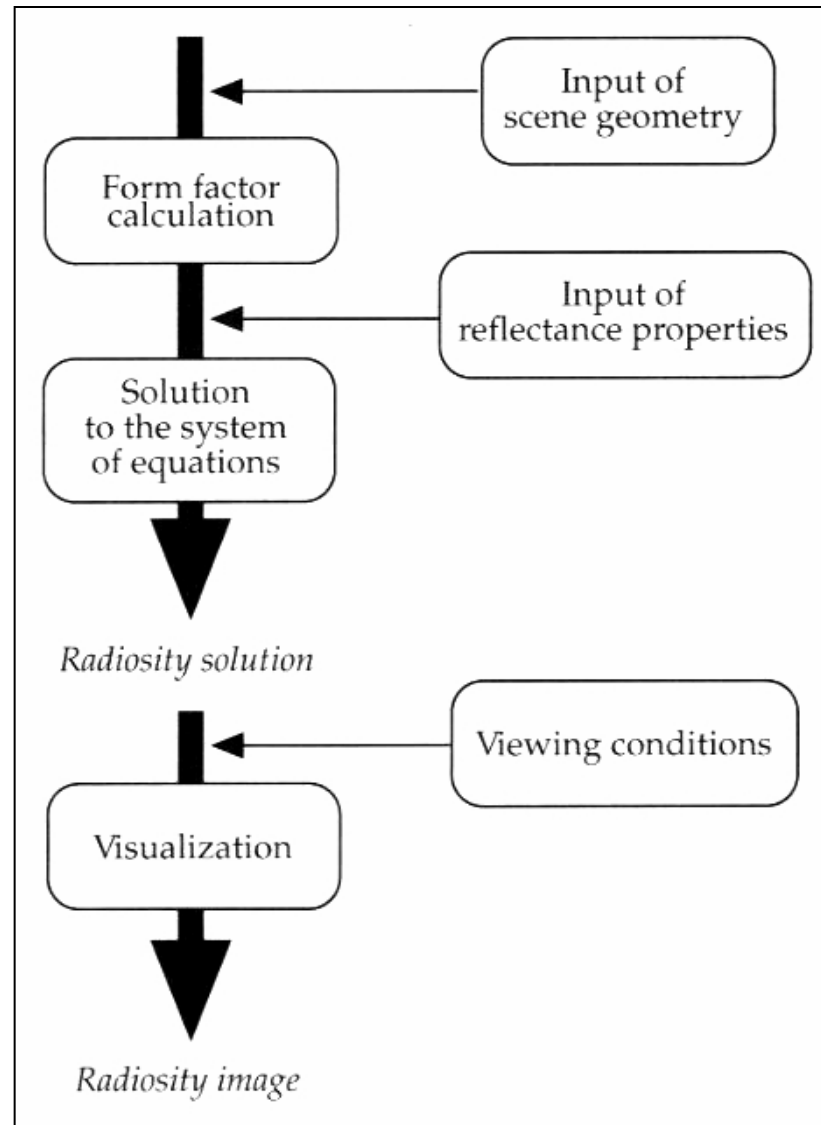 Input of
scene geometry
Form factor
calculation
Input of
reflectance properties
Solution
to the system
of equations
Radiosity solution
Viewing conditions
Visualization
Radiosity image